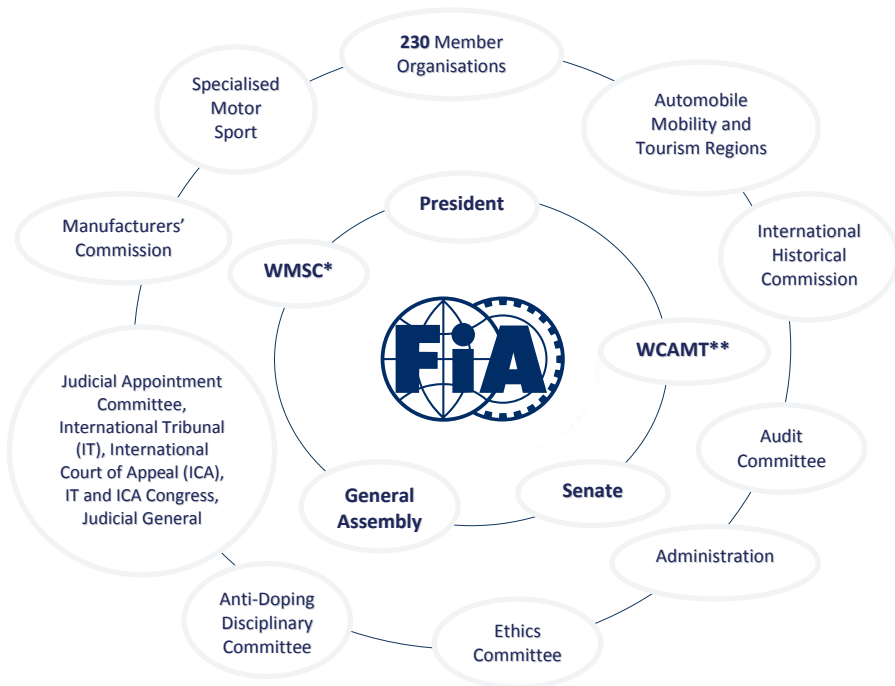 230 Member
Organisations
Specialised
Motor
Sport
Automobile
Mobility and
Tourism Regions
President
Manufacturers’
Commission
International
Historical
Commission
WMSC*
FiA
WCAMT**
Judicial Appointment
Committee,
International Tribunal
(IT), International
Court of Appeal (ICA),
IT and ICA Congress,
Judicial General
Audit
Committee
General
Assembly
Senate
Administration
Anti-Doping
Disciplinary
Committee
Ethics
Committee